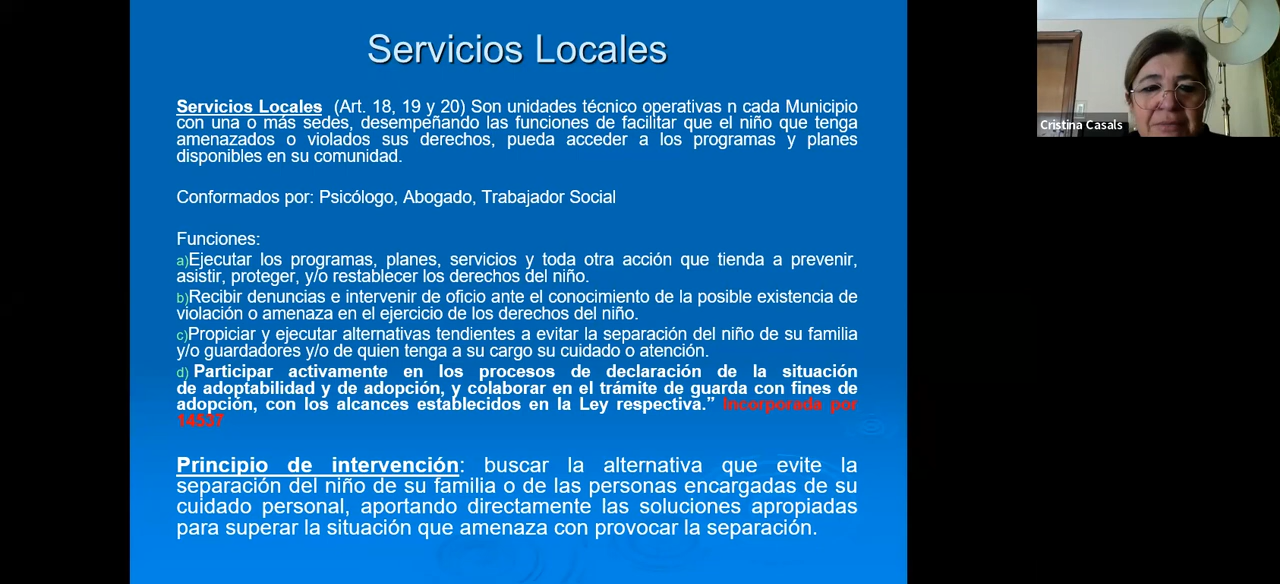 Servicios Locales
Servicios Locales (Art. 18, 19 y 20) Son unidades técnico operativas n cada Municipio
con una o más sedes, desempeñando las funciones de facilitar que el niño que tenga
amenazados o violados sus derechos, pueda acceder a los programas y planes
disponibles en su comunidad.
Conformados por: Psicólogo, Abogado, Trabajador Social
Funciones:
a)Ejecutar los programas, planes, servicios y toda otra acción que tienda a prevenir,
asistir, proteger, y/o restablecer los derechos del niño.
b)Recibir denuncias e intervenir de oficio ante el conocimiento de la posible existencia de
violación o amenaza en el ejercicio de los derechos del niño.
c)Propiciar y ejecutar alternativas tendientes a evitar la separación del niño de su familia
y/o guardadores y/o de quien tenga a su cargo su cuidado o atención.
d) Participar activamente en los procesos de declaración de la situación
de adoptabilidad y de adopción, y colaborar en el trámite de guarda con fines de
adopción, con los alcances establecidos en la Ley respectiva.” Incorporada por
14537
Principio de intervención: buscar la alternativa que evite la
separación del niño de su familia o de las personas encargadas de su
cuidado personal, aportando directamente las soluciones apropiadas
para superar la situación que amenaza con provocar la separación.
Cristina Casals